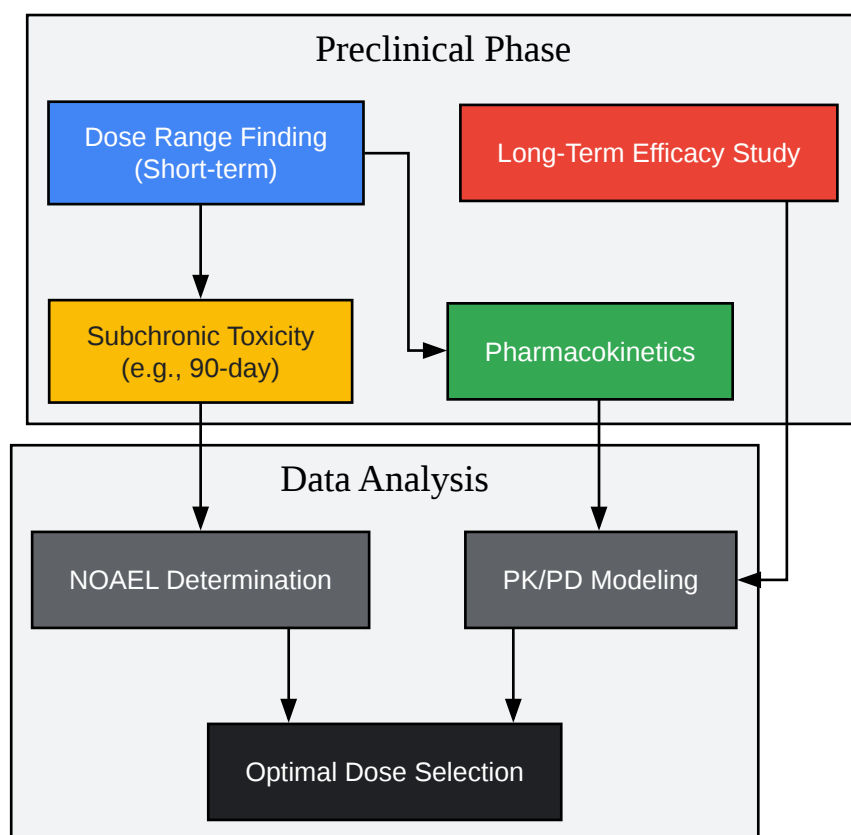 Preclinical Phase
Dose Range Finding
(Short-term)
Long-Term Efficacy Study
Subchronic Toxicity
(e.g., 90-day)
Pharmacokinetics
Data Analysis
NOAEL Determination
PK/PD Modeling
Optimal Dose Selection